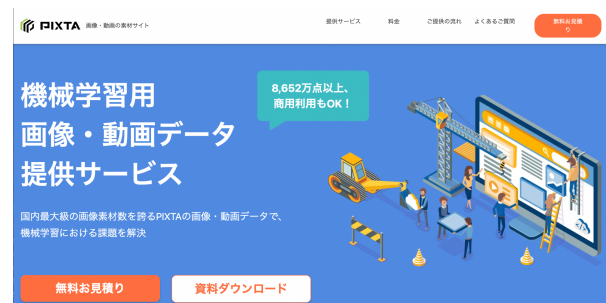 PIXTA 画像・動画の素材サイト
提供サービス
料金
ご提供の流れ
よくあるご質問
無料お見積
り
8,652万点以上、
商用利用もOK！
機械学習用
画像・動画データ
提供サービス
国内最大級の画像素材数を誇るPIXTAの画像・動画データで、
機械学習における課題を解決
無料お見積り
資料ダウンロード